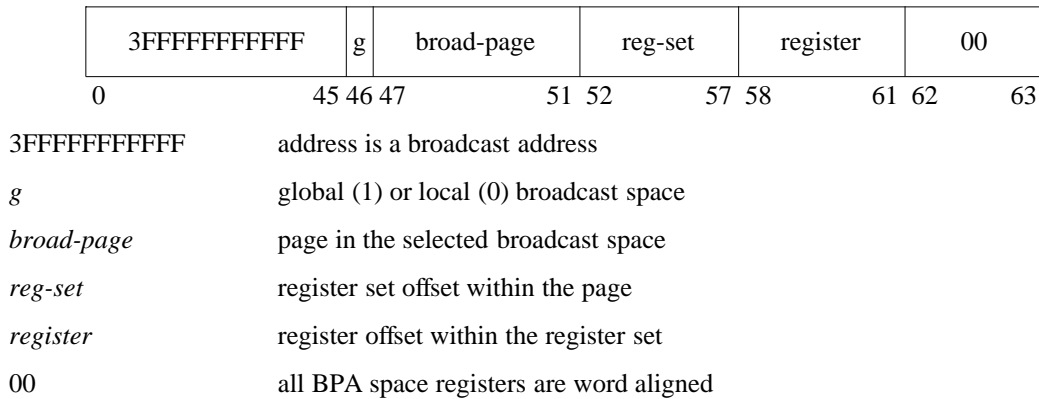 3FFFFFFFFFFF g broad-page reg-set register 00
0 45 46 47 51 52 57 58 61 62 63
3FFFFFFFFFFF address is a broadcast address
g global (1) or local (0) broadcast space
broad-page page in the selected broadcast space
reg-set register set offset within the page
register register offset within the register set
00 all BPA space registers are word aligned